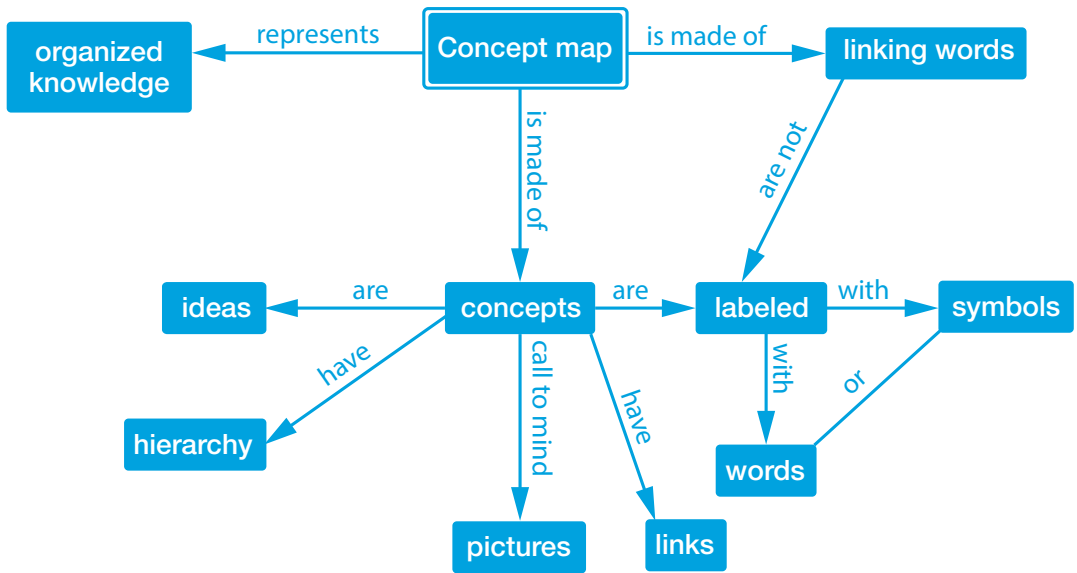 represents
Concept map
is made of
linking words
organized
knowledge
is made of
are not
ideas
are
concepts
are
labeled
with
symbols
have
call to mind
have
with
or
hierarchy
words
pictures
links